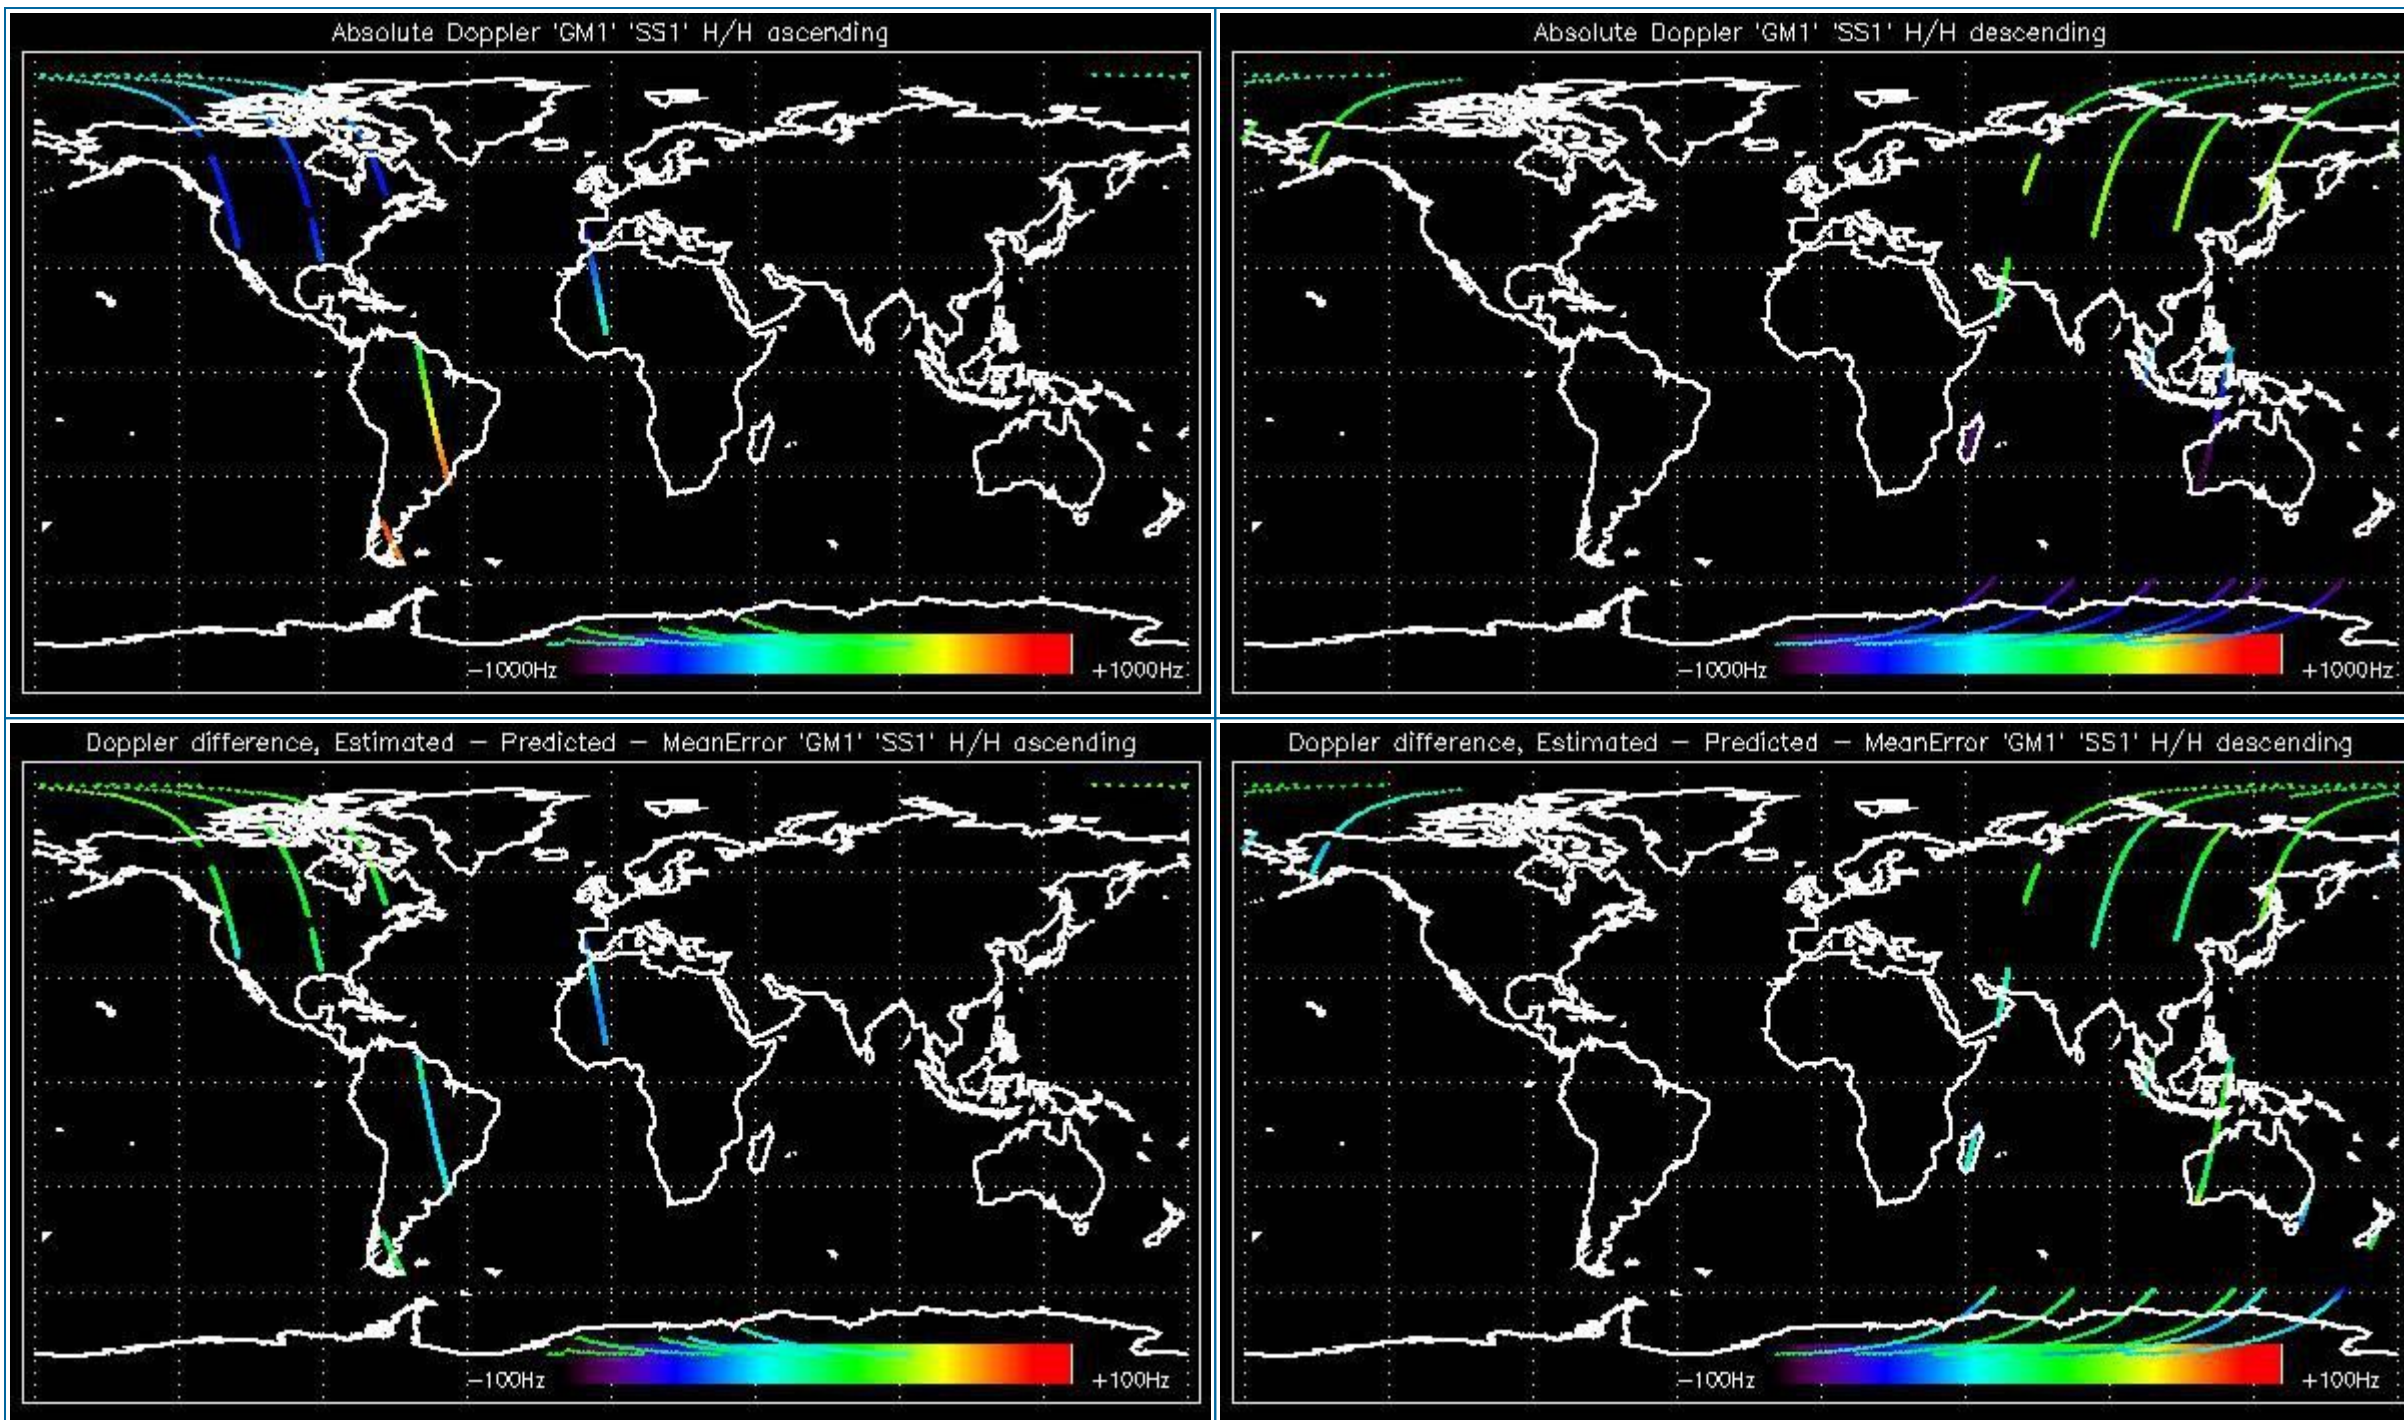 Absolute Doppler 'GM1' 'SS1' H/H ascending
-1000Hz
+1000Hz
Absolute Doppler 'GM1' 'SS1' H/H descending
-1000Hz
+1000Hz
Doppler difference, Estimated - Predicted - MeanError 'GM1' 'SS1' H/H ascending
-100Hz
+100Hz
Doppler difference, Estimated - Predicted - MeanError 'GM1' 'SS1' H/H descending
-100Hz
+100Hz